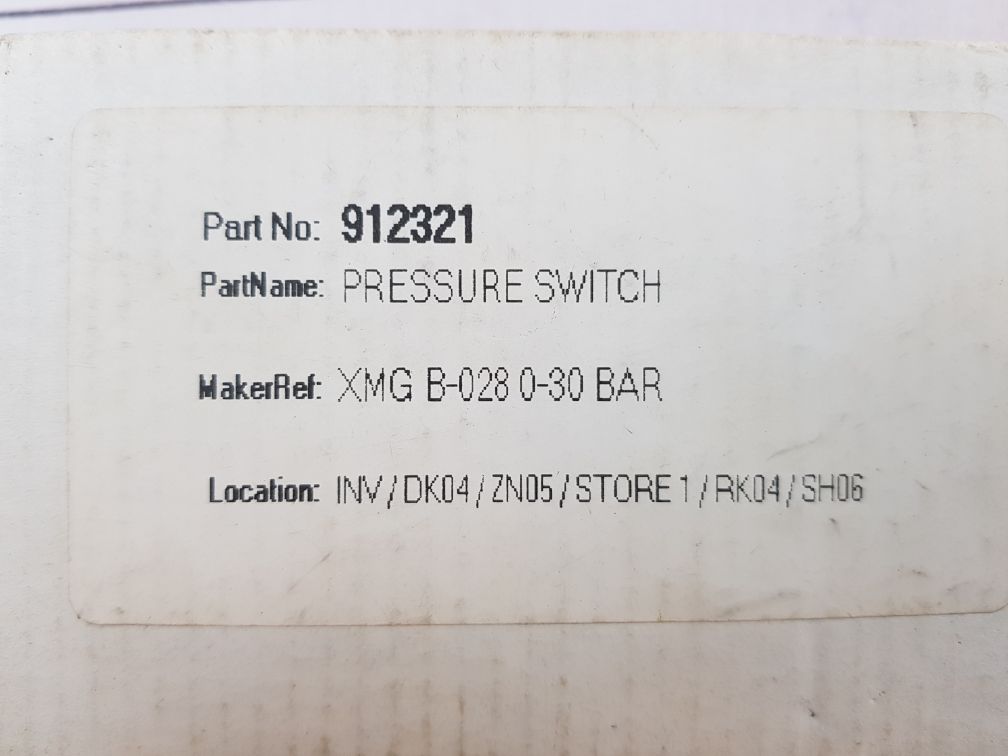 Part No: 912321
PartName: PRESSURE SWITCH
MakerRef: XMG B-028 0-30 BAR
Location: INV/DK04/ZN05/STORE 1/RK04/SH06